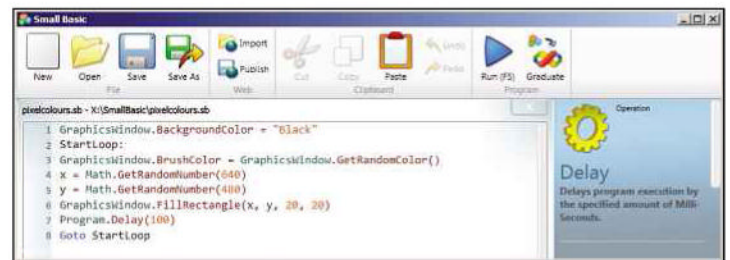 Small Basic
New Open Save Save As Import Publish Cut Copy Paste Undo Redo Run (F5) Graduate
File Web Clipboard Program
pixelcolours.sb - X:\SmallBasic\pixelcolours.sb
1 GraphicsWindow.BackgroundColor = "Black"
2 StartLoop:
3 GraphicsWindow.BrushColor = GraphicsWindow.GetRandomColor()
4 x = Math.GetRandomNumber(640)
5 y = Math.GetRandomNumber(480)
6 GraphicsWindow.FillRectangle(x, y, 20, 20)
7 Program.Delay(100)
8 Goto StartLoop
Operation
Delay
Delays program execution by
the specified amount of Milli-
Seconds.